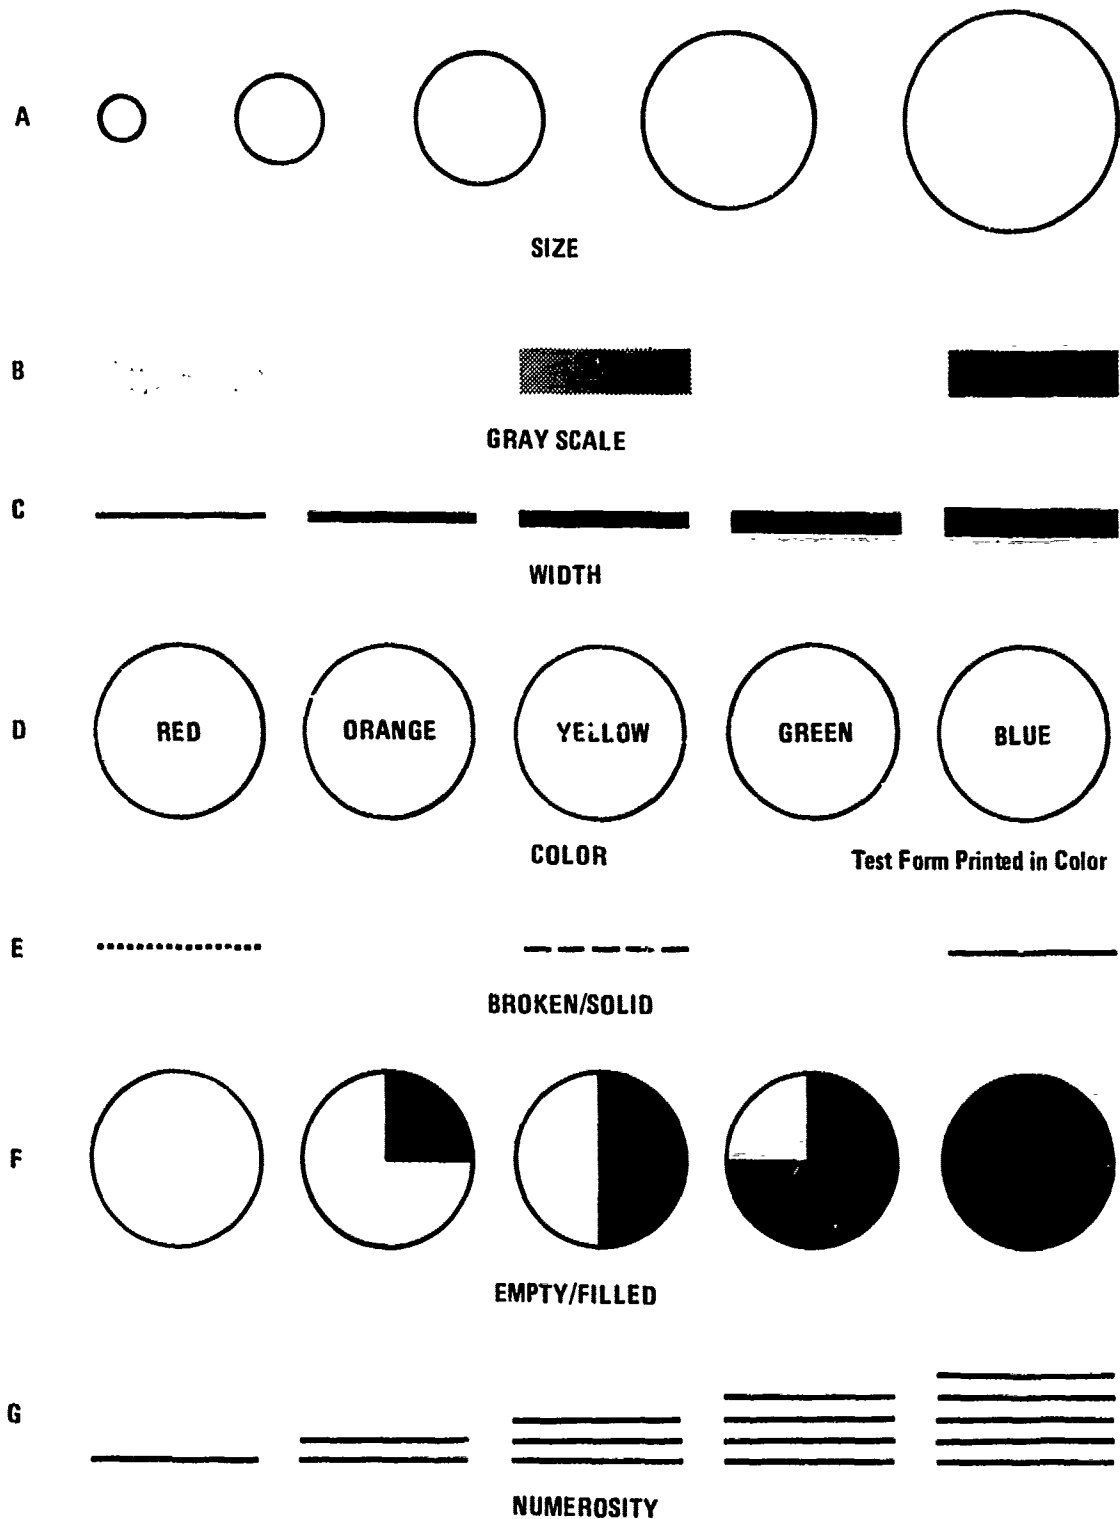 A
SIZE
B
GRAY SCALE
C
WIDTH
D
RED ORANGE YELLOW GREEN BLUE
COLOR
Test Form Printed in Color
E
BROKEN/SOLID
F
EMPTY/FILLED
G
NUMEROSITY